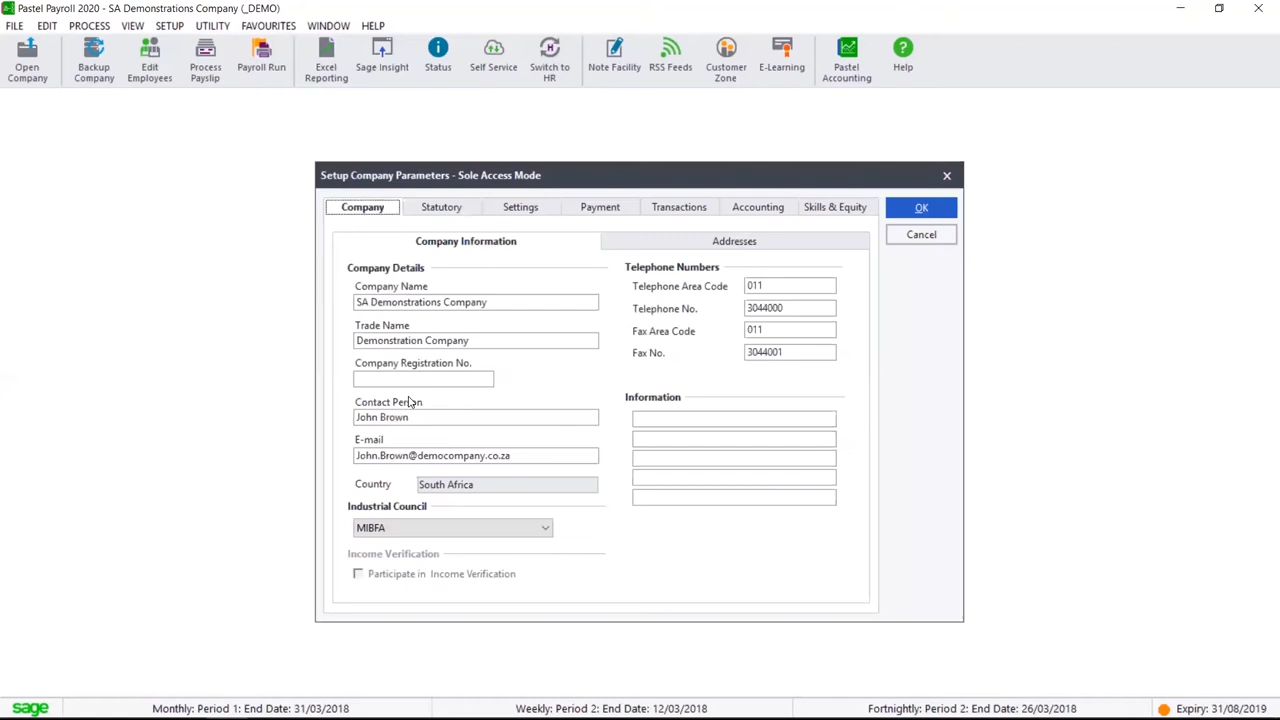 Pastel Payroll 2020 - SA Demonstrations Company (_DEMO)
FILE EDIT PROCESS VIEW SETUP UTILITY FAVOURITES WINDOW HELP
Open Company
Backup Company
Edit Employees
Process Payslip
Payroll Run
Excel Reporting
Sage Insight
Status
Self Service
Switch to HR
Note Facility
RSS Feeds
Customer Zone
E-Learning
Pastel Accounting
Help
Setup Company Parameters - Sole Access Mode
Company Statutory Settings Payment Transactions Accounting Skills & Equity
OK
Cancel
Company Information Addresses
Company Details
Company Name
SA Demonstrations Company
Trade Name
Demonstration Company
Company Registration No.
Contact Person
John Brown
E-mail
John.Brown@democompany.co.za
Country South Africa
Industrial Council
MIBFA
Income Verification
Participate in Income Verification
Telephone Numbers
Telephone Area Code 011
Telephone No. 3044000
Fax Area Code 011
Fax No. 3044001
Information
sage Monthly: Period 1: End Date: 31/03/2018 Weekly: Period 2: End Date: 12/03/2018 Fortnightly: Period 2: End Date: 26/03/2018 Expiry: 31/08/2019